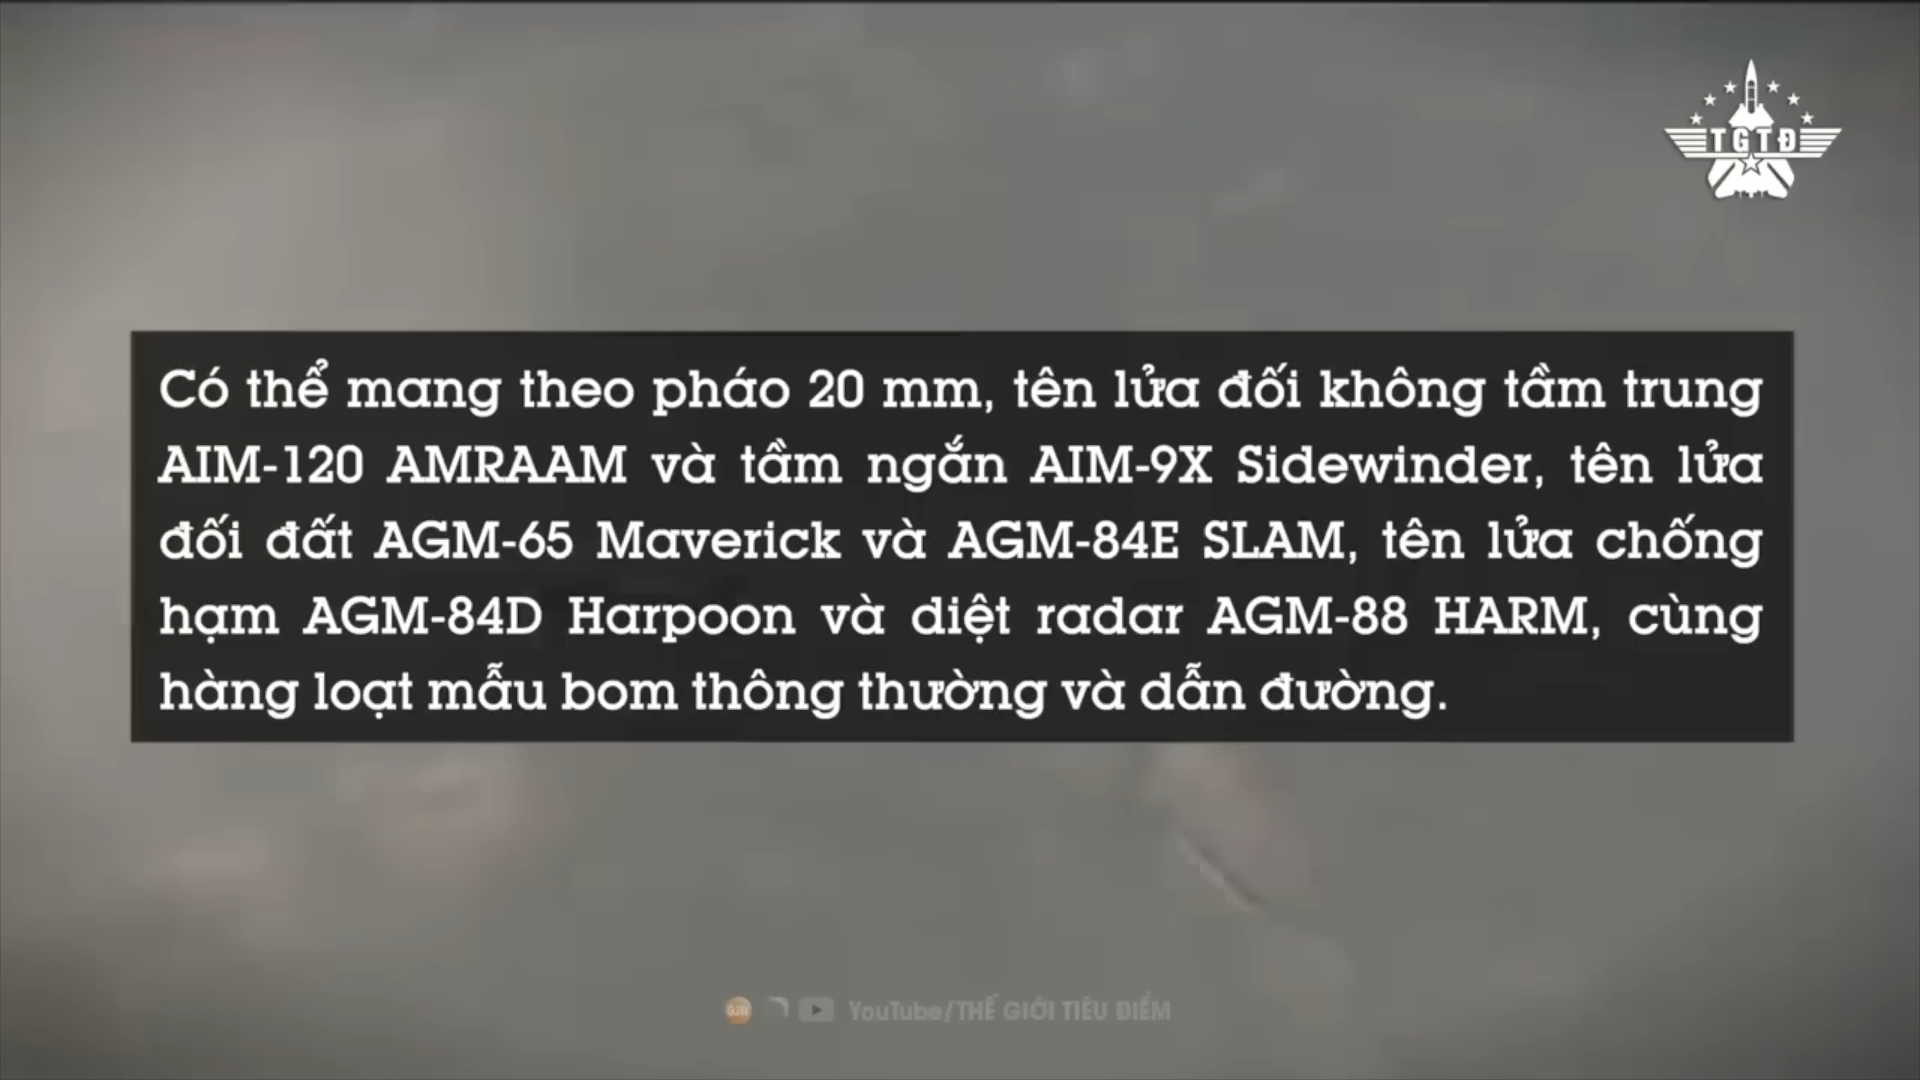 TGTĐ
Có thể mang theo pháo 20 mm, tên lửa đối không tầm trung
AIM-120 AMRAAM và tầm ngắn AIM-9X Sidewinder, tên lửa
đối đất AGM-65 Maverick và AGM-84E SLAM, tên lửa chống
hạm AGM-84D Harpoon và diệt radar AGM-88 HARM, cùng
hàng loạt mẫu bom thông thường và dẫn đường.
YouTube/THẾ GIỚI TIÊU ĐIỂM